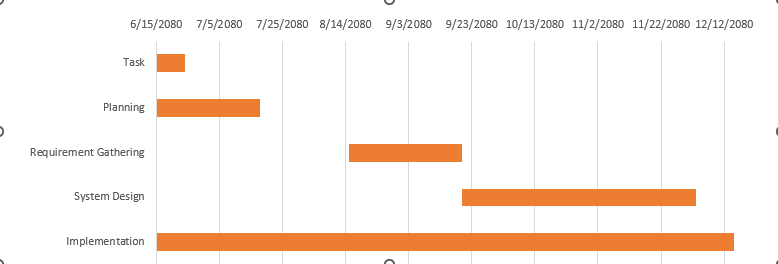 6/15/2080 7/5/2080 7/25/2080 8/14/2080 9/3/2080 9/23/2080 10/13/2080 11/2/2080 11/22/2080 12/12/2080
Task
Planning
Requirement Gathering
System Design
Implementation